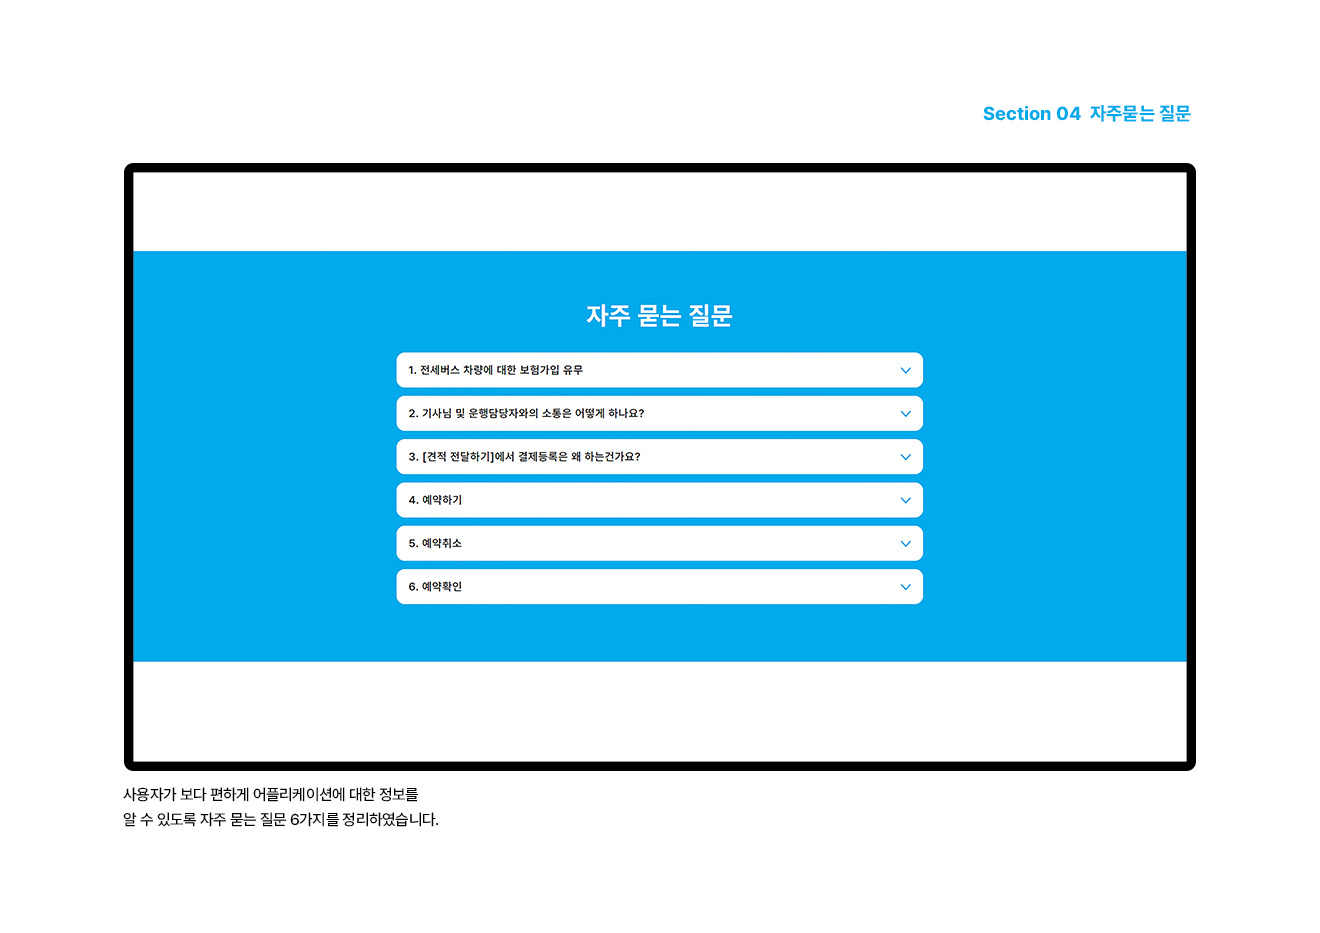 Section 04 자주묻는 질문
자주 묻는 질문
1. 전세버스 차량에 대한 보험가입 유무
2. 기사님 및 운행담당자와의 소통은 어떻게 하나요?
3. [견적 전달하기]에서 결제등록은 왜 하는건가요?
4. 예약하기
5. 예약취소
6. 예약확인
사용자가 보다 편하게 어플리케이션에 대한 정보를
알 수 있도록 자주 묻는 질문 6가지를 정리하였습니다.